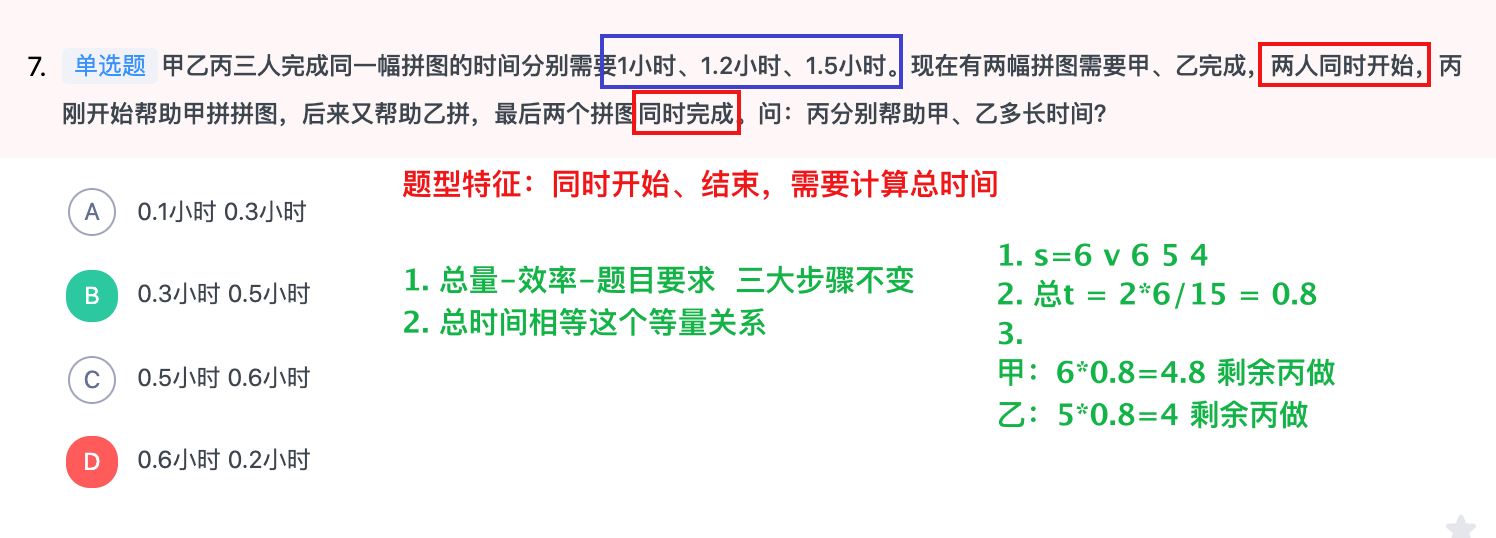 7. 单选题 甲乙丙三人完成同一幅拼图的时间分别需要1小时、1.2小时、1.5小时。现在有两幅拼图需要甲、乙完成，两人同时开始，丙
刚开始帮助甲拼拼图，后来又帮助乙拼，最后两个拼图同时完成。问：丙分别帮助甲、乙多长时间?
题型特征：同时开始、结束，需要计算总时间
A 0.1小时 0.3小时
B 0.3小时 0.5小时
C 0.5小时 0.6小时
D 0.6小时 0.2小时
1. 总量-效率-题目要求 三大步骤不变
2. 总时间相等这个等量关系
1. s=6 v 6 5 4
2. 总t = 2*6/15 = 0.8
3.
甲：6*0.8=4.8 剩余丙做
乙：5*0.8=4 剩余丙做